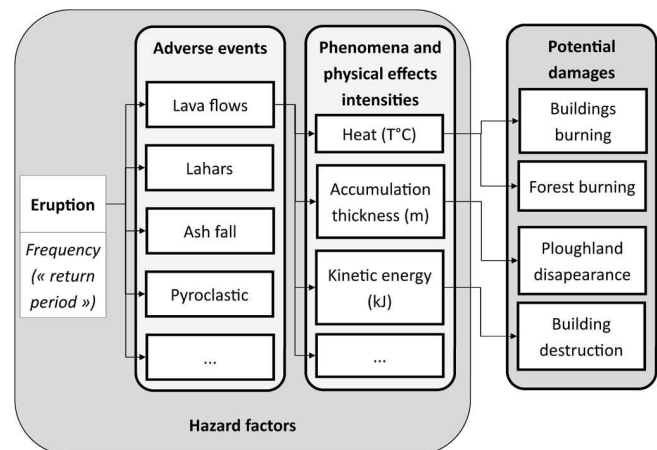 Adverse events
Lava flows
Lahars
Ash fall
Pyroclastic
...
Phenomena and
physical effects
intensities
Heat (T°C)
Accumulation
thickness (m)
Kinetic energy
(kJ)
...
Potential
damages
Buildings
burning
Forest burning
Ploughland
disapearance
Building
destruction
Eruption
Frequency
(« return
period »)
Hazard factors